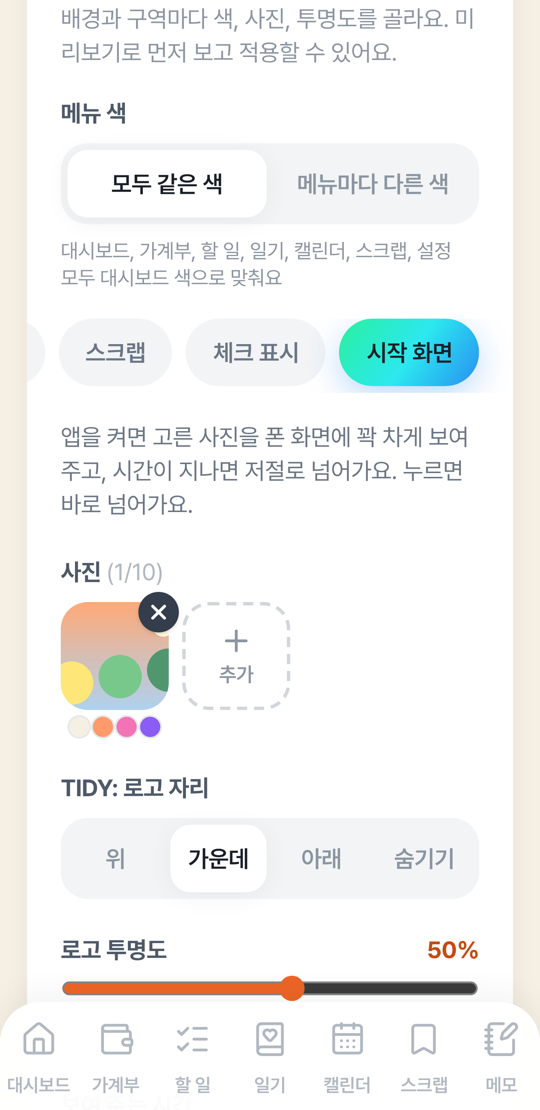 배경과 구역마다 색, 사진, 투명도를 골라요. 미
리보기로 먼저 보고 적용할 수 있어요.
메뉴 색
모두 같은 색 메뉴마다 다른 색
대시보드, 가계부, 할 일, 일기, 캘린더, 스크랩, 설정
모두 대시보드 색으로 맞춰요
스크랩 체크 표시 시작 화면
앱을 켜면 고른 사진을 폰 화면에 꽉 차게 보여
주고, 시간이 지나면 저절로 넘어가요. 누르면
바로 넘어가요.
사진 (1/10)
추가
TIDY: 로고 자리
위 가운데 아래 숨기기
로고 투명도 50%
대시보드 가계부 할 일 일기 캘린더 스크랩 메모